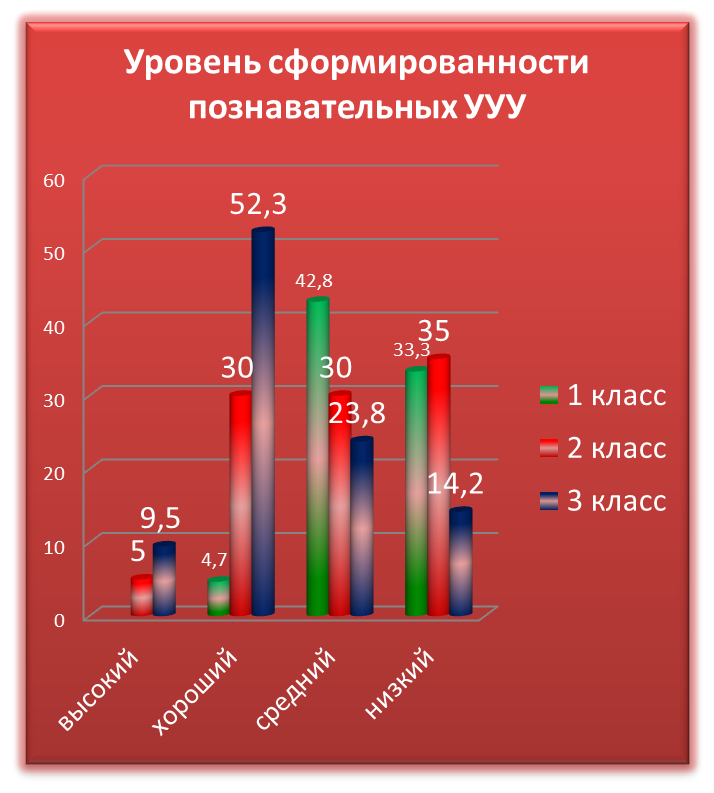 Уровень сформированности
познавательных УУУ
60
50
40
30
20
10
0
5
9,5
4,7
30
52,3
42,8
30
23,8
33,3
35
14,2
высокий
хороший
средний
низкий
1 класс
2 класс
3 класс